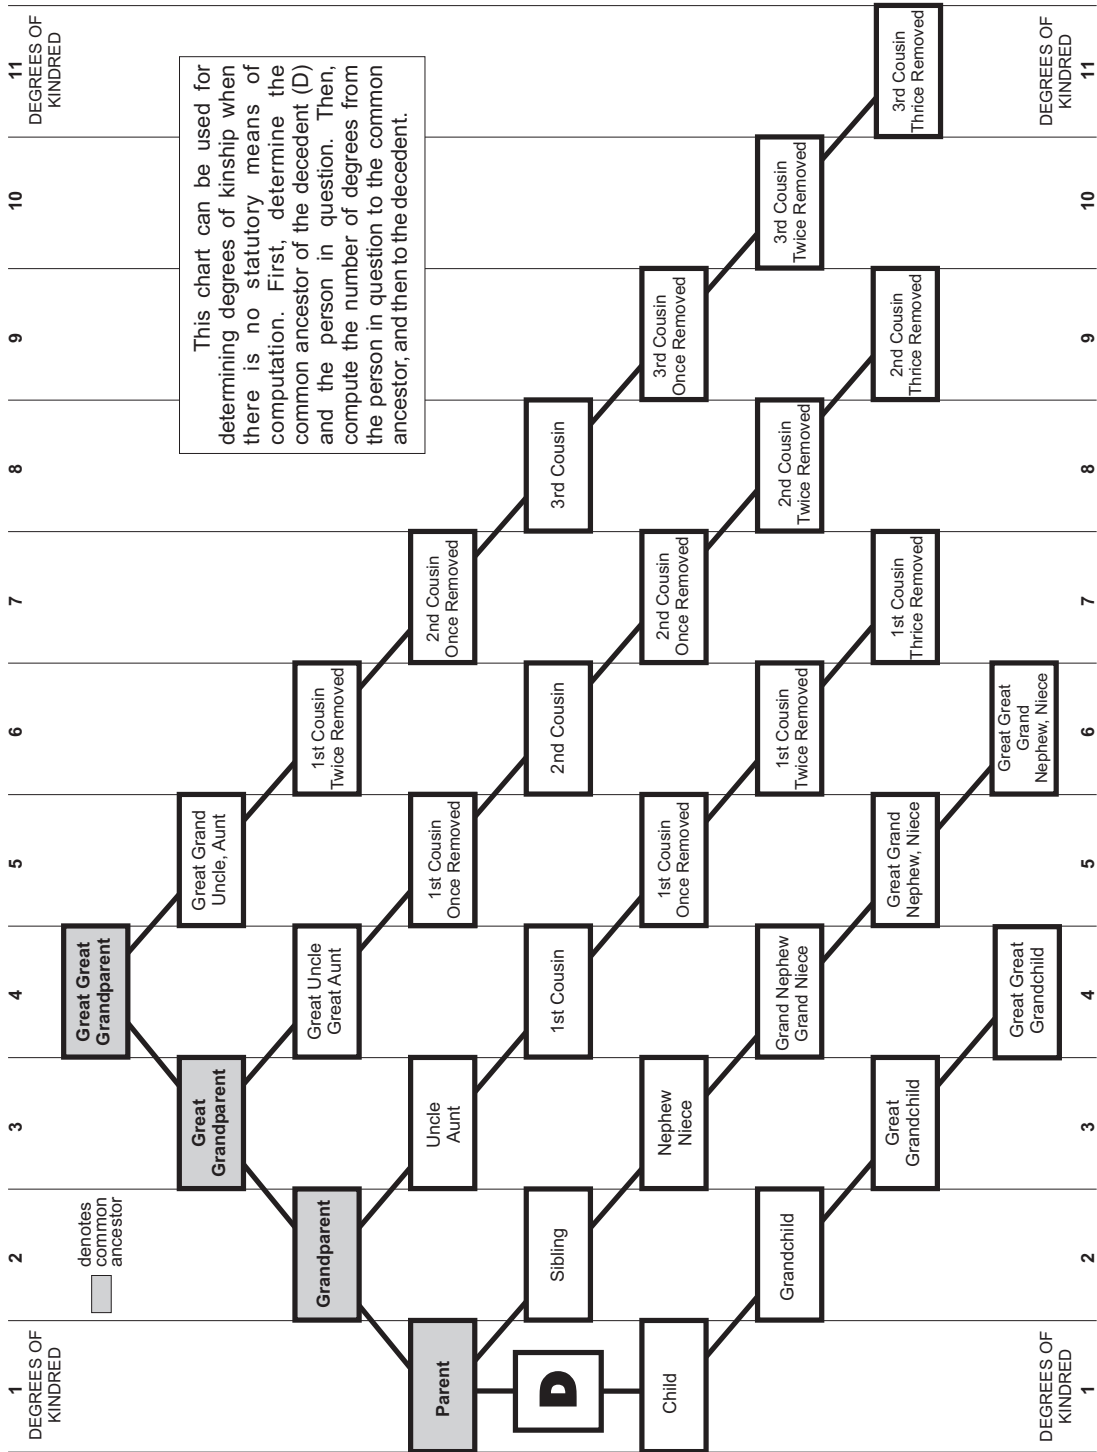 1 2 3 4 5 6 7 8 9 10 11
DEGREES OF
KINDRED
DEGREES OF
KINDRED
denotes
common
ancestor
This chart can be used for
determining degrees of kinship when
there is no statutory means of
computation. First, determine the
common ancestor of the decedent (D)
and the person in question. Then,
compute the number of degrees from
the person in question to the common
ancestor, and then to the decedent.
Great Great
Grandparent
Great
Grandparent
Great Grand
Uncle, Aunt
Grandparent
Great Uncle
Great Aunt
1st Cousin
Twice Removed
Parent
Uncle
Aunt
1st Cousin
Once Removed
2nd Cousin
Once Removed
D
Sibling
1st Cousin
2nd Cousin
3rd Cousin
Child
Nephew
Niece
1st Cousin
Once Removed
2nd Cousin
Once Removed
3rd Cousin
Once Removed
Grandchild
Grand Nephew
Grand Niece
1st Cousin
Twice Removed
2nd Cousin
Twice Removed
3rd Cousin
Twice Removed
Great
Grandchild
Great Grand
Nephew, Niece
1st Cousin
Thrice Removed
2nd Cousin
Thrice Removed
3rd Cousin
Thrice Removed
Great Great
Grandchild
Great Great
Grand
Nephew, Niece
DEGREES OF
KINDRED
DEGREES OF
KINDRED
1 2 3 4 5 6 7 8 9 10 11